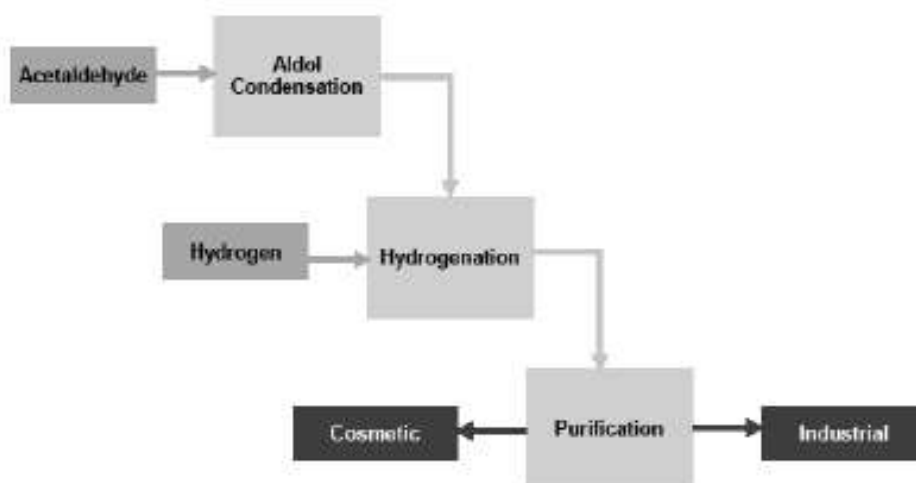 Acetaldehyde
Aldol
Condensation
Hydrogen
Hydrogenation
Cosmetic
Purification
Industrial